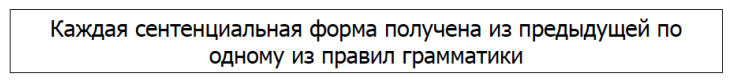 Каждая сентенциальная форма получена из предыдущей по
одному из правил грамматики